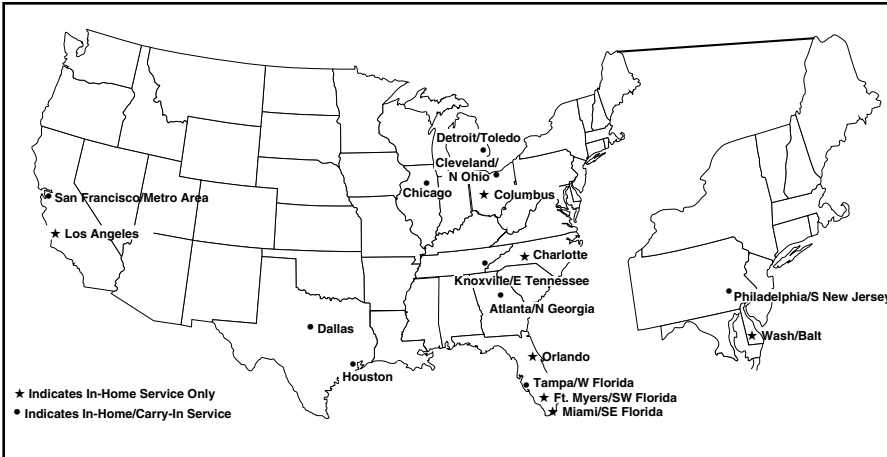 Detroit/Toledo
Cleveland/
N Ohio
Chicago
Columbus
San Francisco/Metro Area
Los Angeles
Charlotte
Knoxville/E Tennessee
Atlanta/N Georgia
Philadelphia/S New Jersey
Wash/Balt
Dallas
Orlando
Houston
Tampa/W Florida
Ft. Myers/SW Florida
Miami/SE Florida
★ Indicates In-Home Service Only
● Indicates In-Home/Carry-In Service